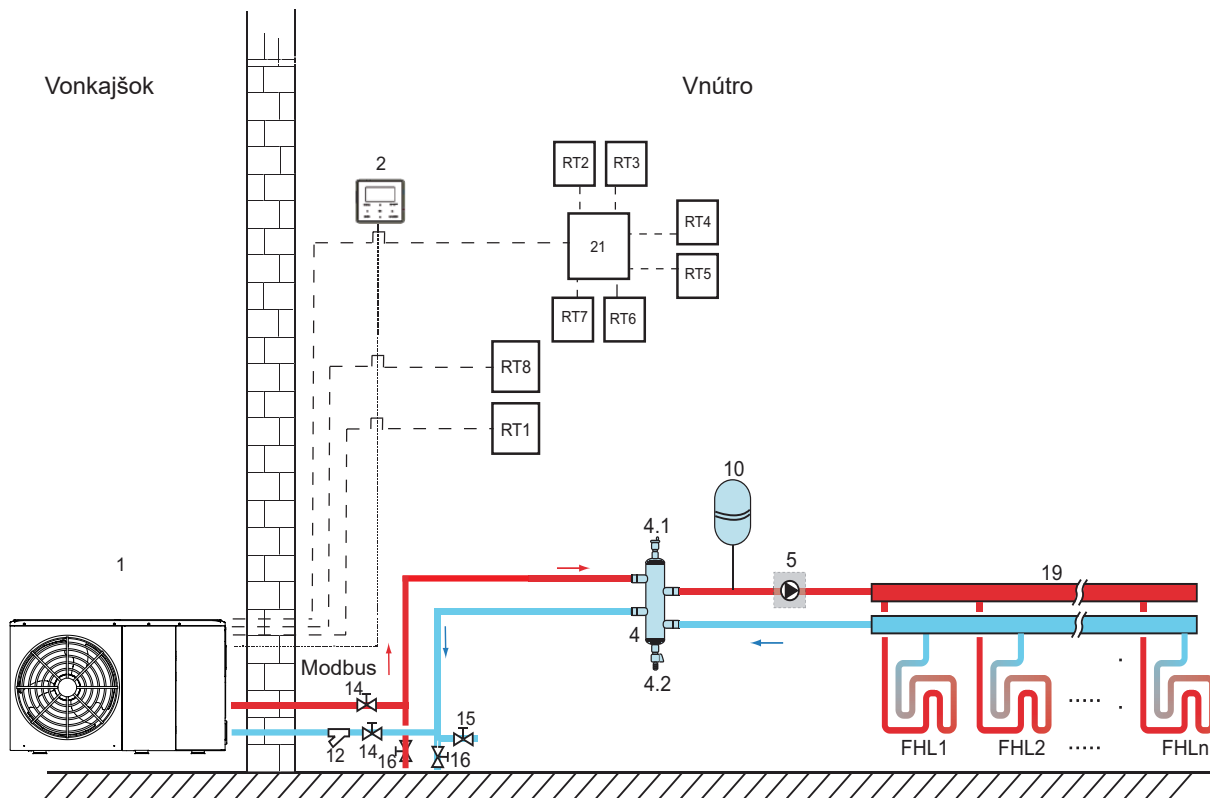 Vonkajšok
Vnútro
2
RT2
RT3
RT4
21
RT5
RT7
RT6
RT8
RT1
10
4.1
5
1
19
4
Modbus
4.2
14
15
12
14
16
16
FHL1
FHL2
.....
FHLn